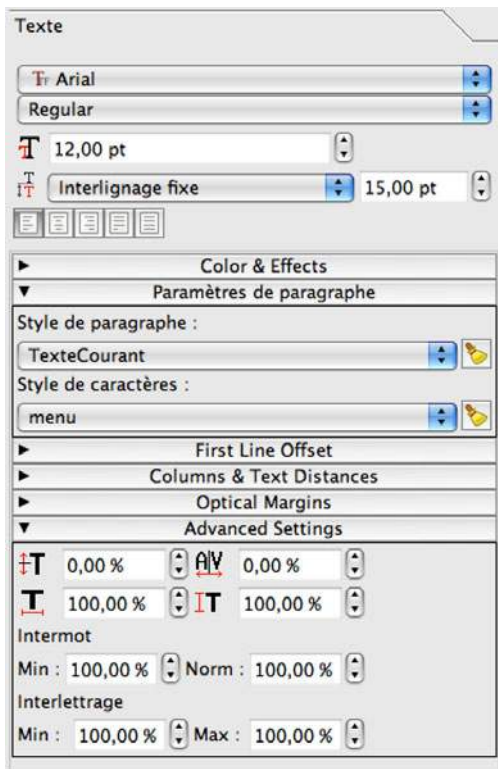 Texte
Arial
Regular
12,00 pt
Interlignage fixe 15,00 pt
Color & Effects
Paramètres de paragraphe
Style de paragraphe :
TexteCourant
Style de caractères :
menu
First Line Offset
Columns & Text Distances
Optical Margins
Advanced Settings
0,00 % 0,00 %
100,00 % 100,00 %
Intermot
Min : 100,00 % Norm : 100,00 %
Interlettrage
Min : 100,00 % Max : 100,00 %